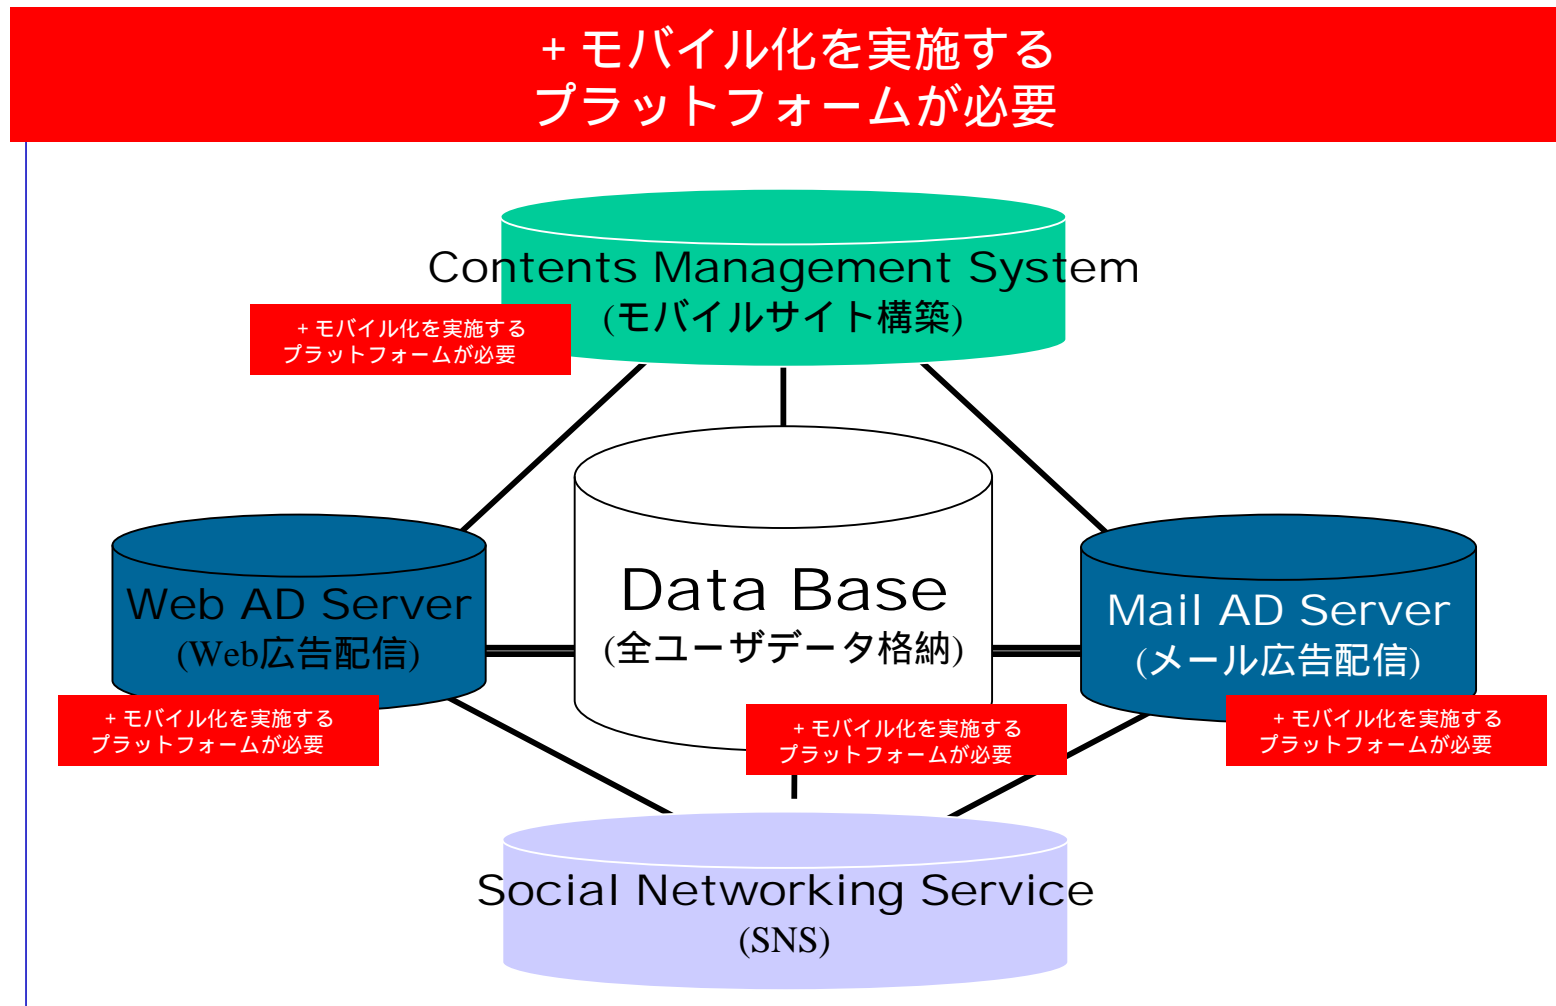 +モバイル化を実施する
プラットフォームが必要
Contents Management System
(モバイルサイト構築)
+モバイル化を実施する
プラットフォームが必要
Data Base
(全ユーザデータ格納)
Web AD Server
(Web広告配信)
Mail AD Server
(メール広告配信)
+モバイル化を実施する
プラットフォームが必要
+モバイル化を実施する
プラットフォームが必要
+モバイル化を実施する
プラットフォームが必要
Social Networking Service
(SNS)